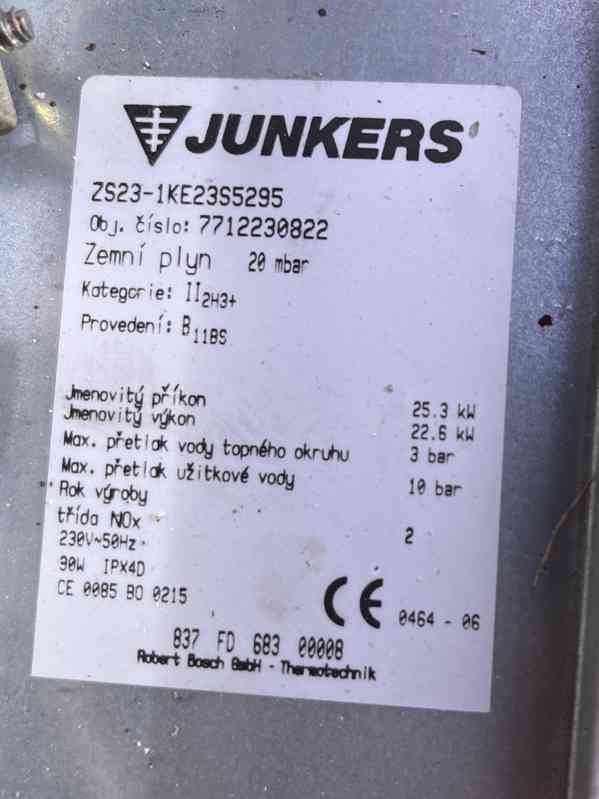 JUNKERS
ZS23-1KE23S5295
Obj. číslo: 7712230822
Zemní plyn 20 mbar
Kategorie: II2H3+
Provedení: B11BS
Jmenovitý příkon 25.3 kW
Jmenovitý výkon 22.6 kW
Max. přetlak vody topného okruhu 3 bar
Max. přetlak užitkové vody 10 bar
Rok výroby
třída NOx 2
230V~50Hz
90W IPX4D
CE 0085 BO 0215
CE 0464 - 06
837 FD 683 00008
Robert Bosch GmbH - Thermotechnik